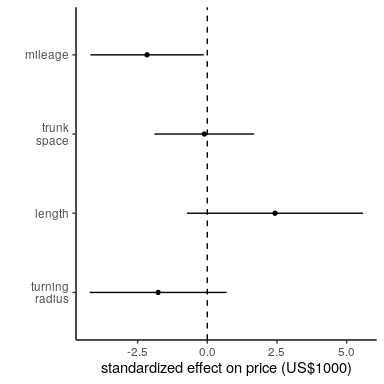 mileage
trunk
space
length
turning
radius
-2.5 0.0 2.5 5.0
standardized effect on price (US$1000)